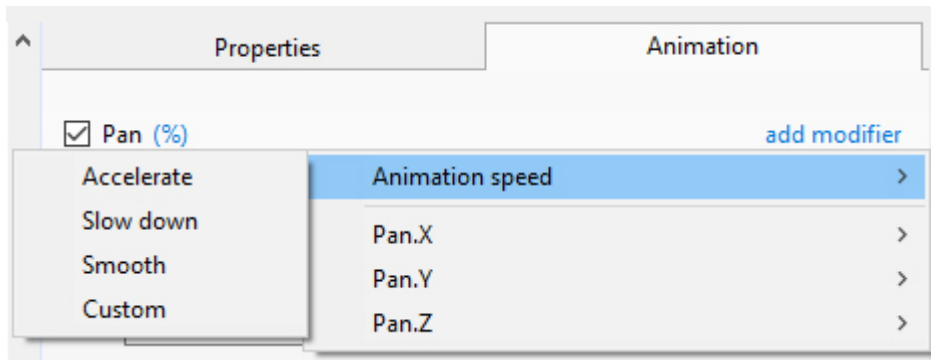 Properties
Animation
Pan (%)
add modifier
Accelerate
Slow down
Smooth
Custom
Animation speed
Pan.X
Pan.Y
Pan.Z